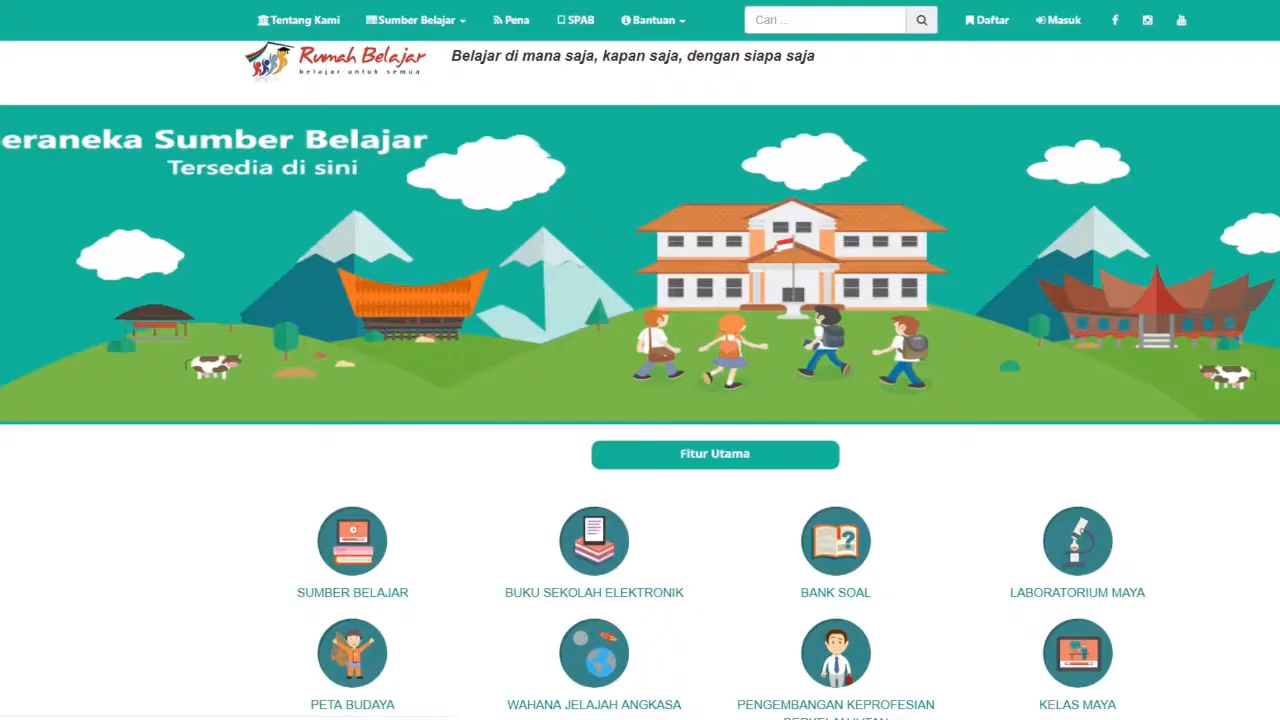 Tentang Kami Sumber Belajar Pena SPAB Bantuan Cari ... Daftar Masuk
Rumah Belajar
belajar untuk semua
Belajar di mana saja, kapan saja, dengan siapa saja
eraneka Sumber Belajar
Tersedia di sini
Fitur Utama
SUMBER BELAJAR BUKU SEKOLAH ELEKTRONIK BANK SOAL LABORATORIUM MAYA
PETA BUDAYA WAHANA JELAJAH ANGKASA PENGEMBANGAN KEPROFESIAN KELAS MAYA
BERKELANJUTAN